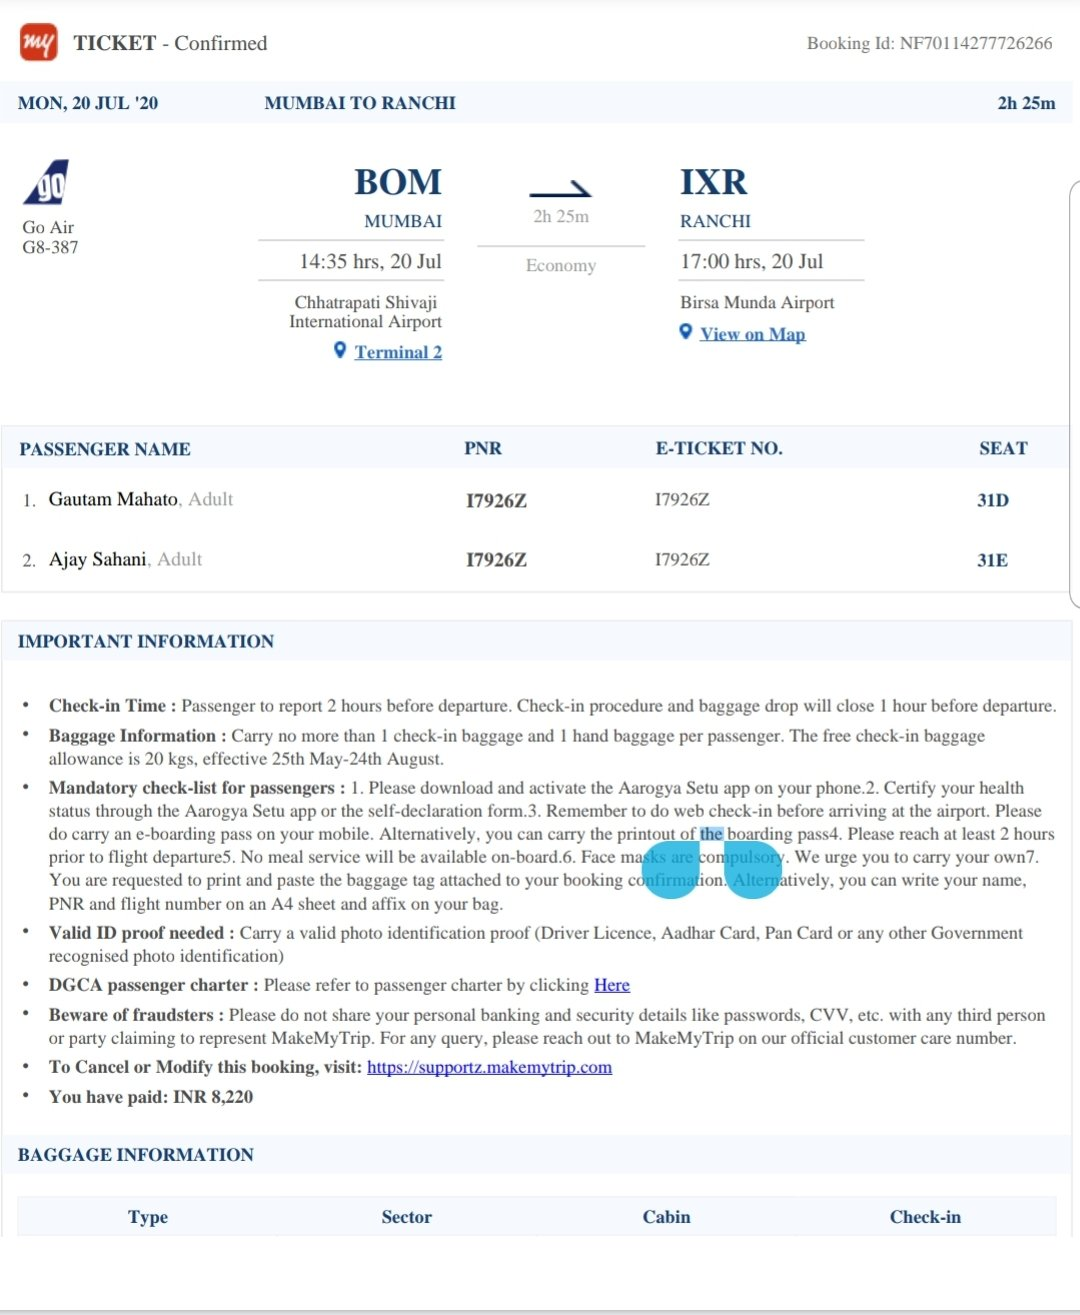 my TICKET - Confirmed Booking Id: NF70114277726266
MON, 20 JUL '20 MUMBAI TO RANCHI 2h 25m
go
Go Air
G8-387
BOM
MUMBAI
14:35 hrs, 20 Jul
Chhatrapati Shivaji
International Airport
Terminal 2
2h 25m
Economy
IXR
RANCHI
17:00 hrs, 20 Jul
Birsa Munda Airport
View on Map
PASSENGER NAME PNR E-TICKET NO. SEAT
1. Gautam Mahato, Adult I7926Z I7926Z 31D
2. Ajay Sahani, Adult I7926Z I7926Z 31E
IMPORTANT INFORMATION
• Check-in Time : Passenger to report 2 hours before departure. Check-in procedure and baggage drop will close 1 hour before departure.
• Baggage Information : Carry no more than 1 check-in baggage and 1 hand baggage per passenger. The free check-in baggage
allowance is 20 kgs, effective 25th May-24th August.
• Mandatory check-list for passengers : 1. Please download and activate the Aarogya Setu app on your phone.2. Certify your health
status through the Aarogya Setu app or the self-declaration form.3. Remember to do web check-in before arriving at the airport. Please
do carry an e-boarding pass on your mobile. Alternatively, you can carry the printout of the boarding pass4. Please reach at least 2 hours
prior to flight departure5. No meal service will be available on-board.6. Face masks are compulsory. We urge you to carry your own7.
You are requested to print and paste the baggage tag attached to your booking confirmation. Alternatively, you can write your name,
PNR and flight number on an A4 sheet and affix on your bag.
• Valid ID proof needed : Carry a valid photo identification proof (Driver Licence, Aadhar Card, Pan Card or any other Government
recognised photo identification)
• DGCA passenger charter : Please refer to passenger charter by clicking Here
• Beware of fraudsters : Please do not share your personal banking and security details like passwords, CVV, etc. with any third person
or party claiming to represent MakeMyTrip. For any query, please reach out to MakeMyTrip on our official customer care number.
• To Cancel or Modify this booking, visit: https://supportz.makemytrip.com
• You have paid: INR 8,220
BAGGAGE INFORMATION
Type Sector Cabin Check-in